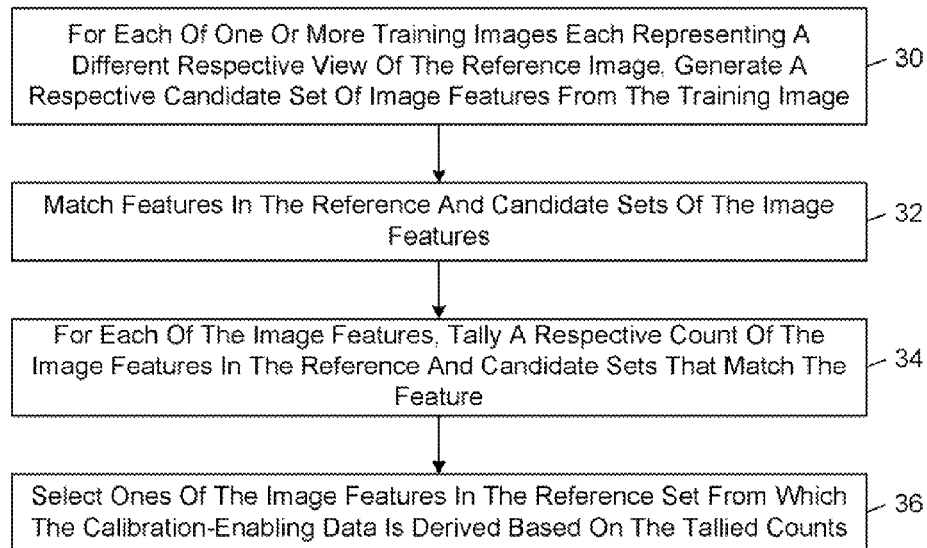 For Each Of One Or More Training Images Each Representing A
Different Respective View Of The Reference Image, Generate A
Respective Candidate Set Of Image Features From The Training Image
30
Match Features In The Reference And Candidate Sets Of The Image
Features
32
For Each Of The Image Features, Tally A Respective Count Of The
Image Features In The Reference And Candidate Sets That Match The
Feature
34
Select Ones Of The Image Features In The Reference Set From Which
The Calibration-Enabling Data Is Derived Based On The Tallied Counts
36